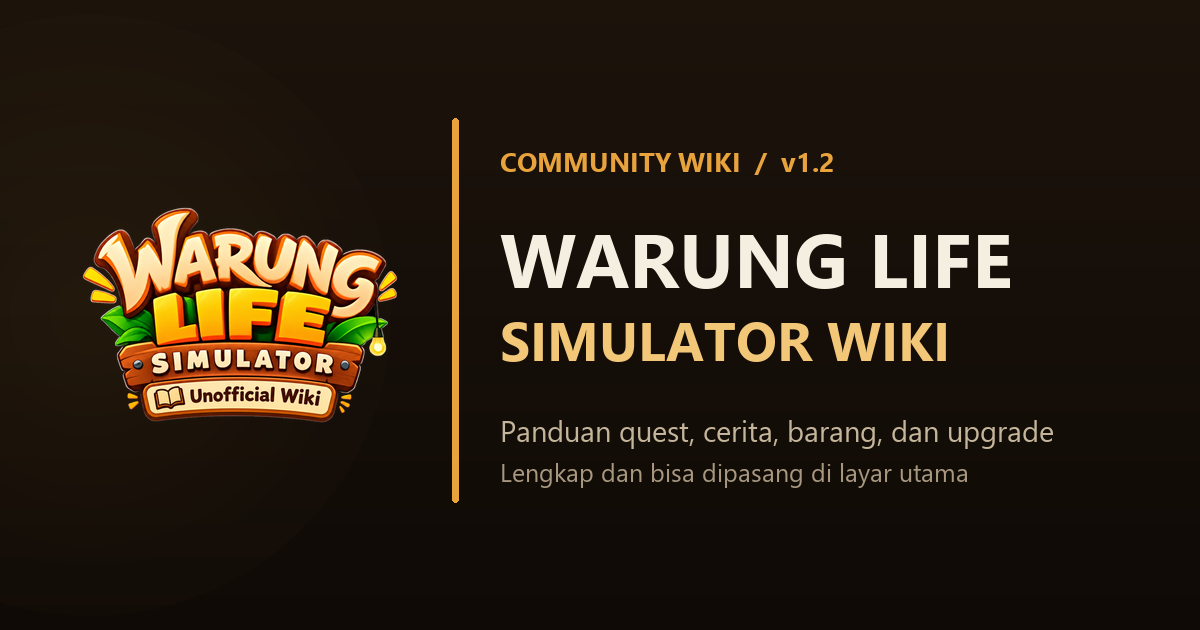 WARUNG
LIFE
SIMULATOR
Unofficial Wiki
COMMUNITY WIKI / v1.2
WARUNG LIFE
SIMULATOR WIKI
Panduan quest, cerita, barang, dan upgrade
Lengkap dan bisa dipasang di layar utama